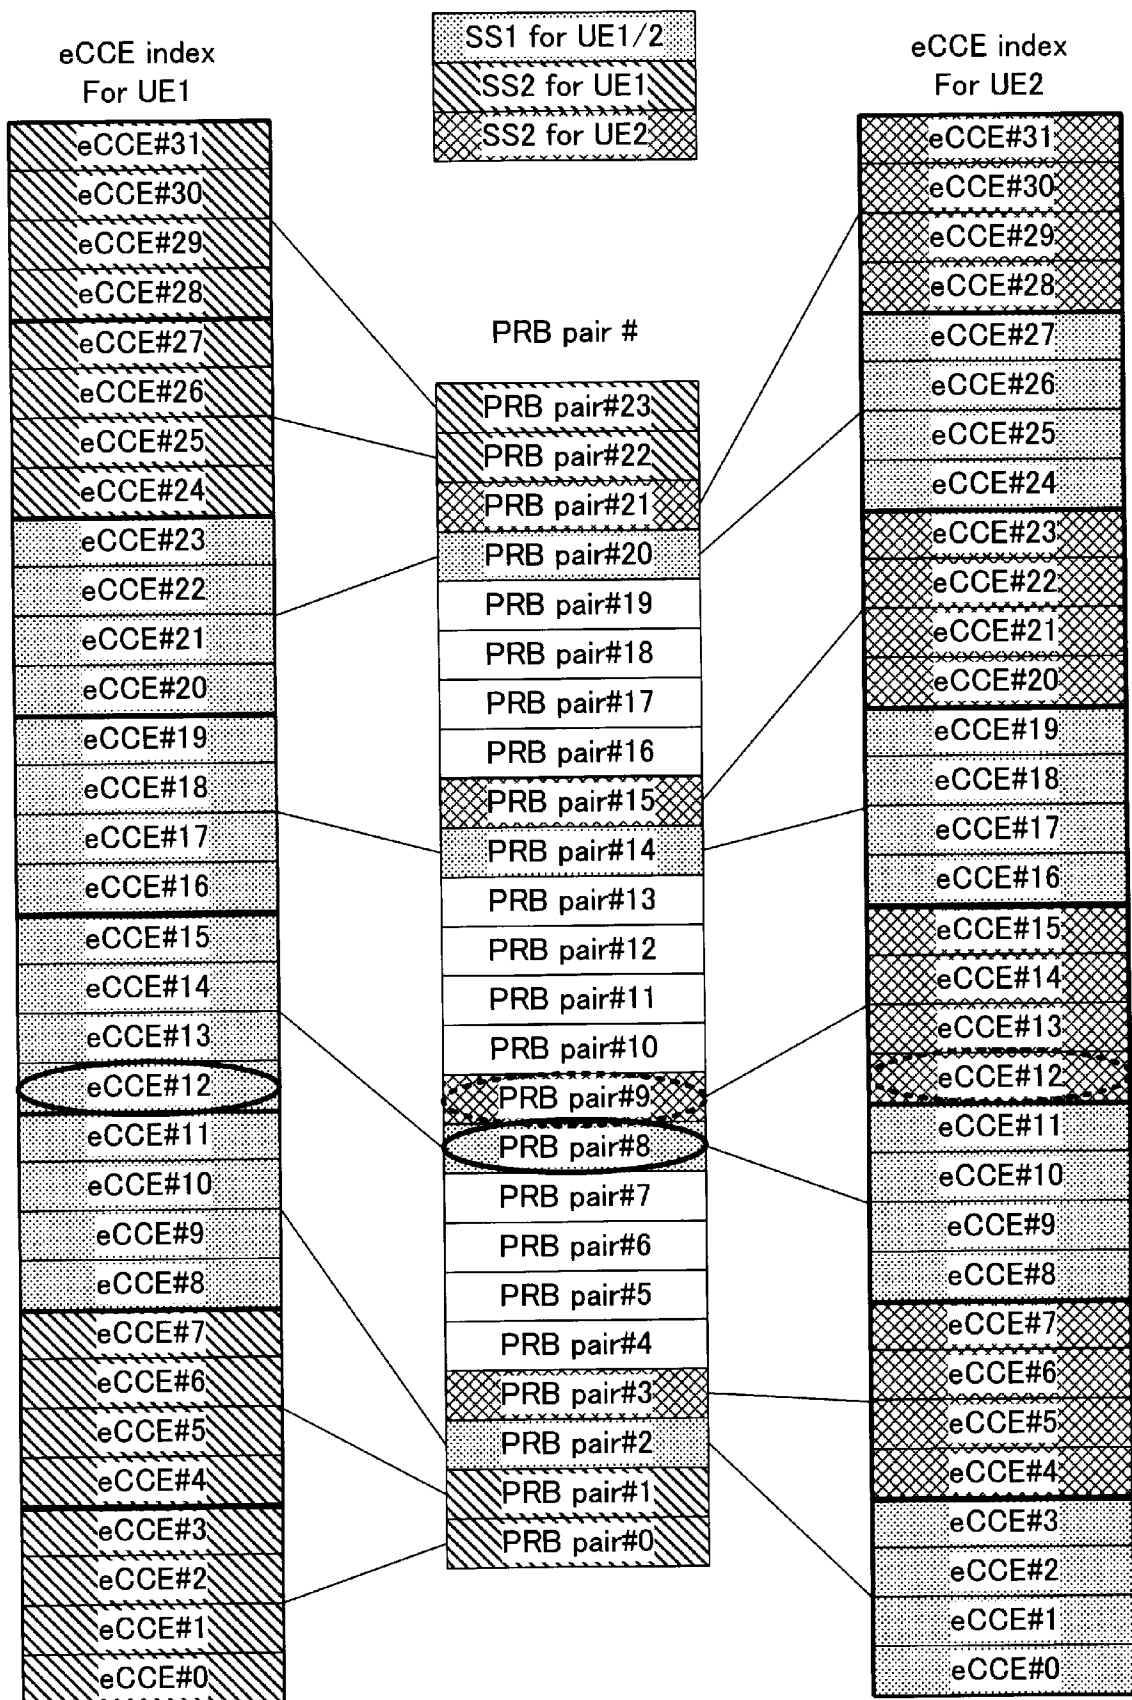 eCCE index
For UE1
SS1 for UE1/2
SS2 for UE1
SS2 for UE2
eCCE index
For UE2
eCCE#31
eCCE#30
eCCE#29
eCCE#28
eCCE#27
eCCE#26
eCCE#25
eCCE#24
eCCE#23
eCCE#22
eCCE#21
eCCE#20
eCCE#19
eCCE#18
eCCE#17
eCCE#16
eCCE#15
eCCE#14
eCCE#13
eCCE#12
eCCE#11
eCCE#10
eCCE#9
eCCE#8
eCCE#7
eCCE#6
eCCE#5
eCCE#4
eCCE#3
eCCE#2
eCCE#1
eCCE#0
PRB pair #
PRB pair#23
PRB pair#22
PRB pair#21
PRB pair#20
PRB pair#19
PRB pair#18
PRB pair#17
PRB pair#16
PRB pair#15
PRB pair#14
PRB pair#13
PRB pair#12
PRB pair#11
PRB pair#10
PRB pair#9
PRB pair#8
PRB pair#7
PRB pair#6
PRB pair#5
PRB pair#4
PRB pair#3
PRB pair#2
PRB pair#1
PRB pair#0
eCCE#31
eCCE#30
eCCE#29
eCCE#28
eCCE#27
eCCE#26
eCCE#25
eCCE#24
eCCE#23
eCCE#22
eCCE#21
eCCE#20
eCCE#19
eCCE#18
eCCE#17
eCCE#16
eCCE#15
eCCE#14
eCCE#13
eCCE#12
eCCE#11
eCCE#10
eCCE#9
eCCE#8
eCCE#7
eCCE#6
eCCE#5
eCCE#4
eCCE#3
eCCE#2
eCCE#1
eCCE#0